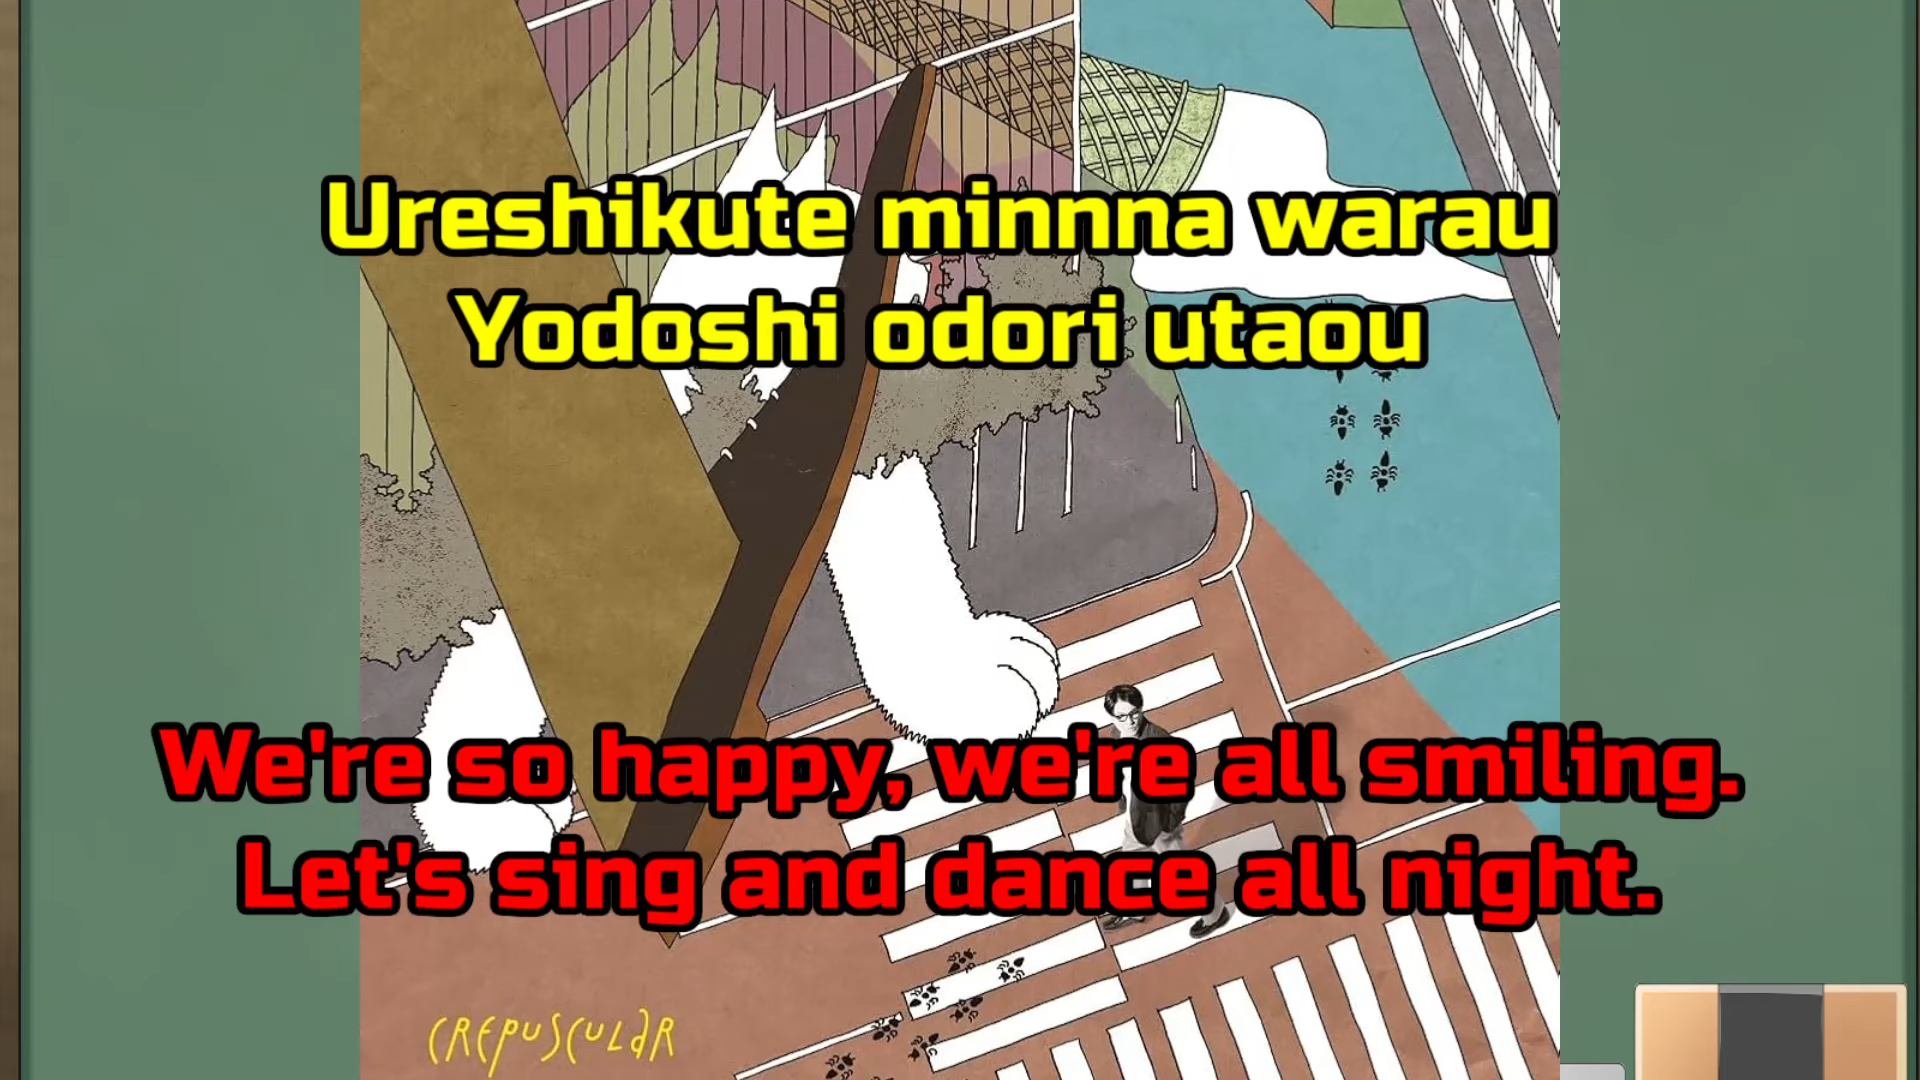 Ureshikute minnna warau
Yodoshi odori utaou
We're so happy, we're all smiling.
Let's sing and dance all night.
CREPUSCULAR